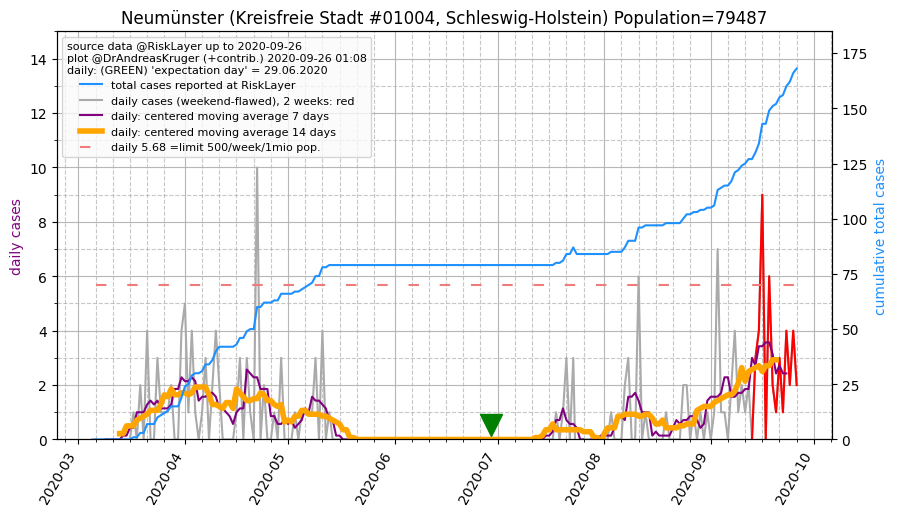 Neumünster (Kreisfreie Stadt #01004, Schleswig-Holstein) Population=79487
source data @RiskLayer up to 2020-09-26
plot @DrAndreasKruger (+contrib.) 2020-09-26 01:08
daily: (GREEN) 'expectation day' = 29.06.2020
total cases reported at RiskLayer
daily cases (weekend-flawed), 2 weeks: red
daily: centered moving average 7 days
daily: centered moving average 14 days
daily 5.68 =limit 500/week/1mio pop.
daily cases
14
12
10
8
6
4
2
0
cumulative total cases
175
150
125
100
75
50
25
0
2020-03
2020-04
2020-05
2020-06
2020-07
2020-08
2020-09
2020-10